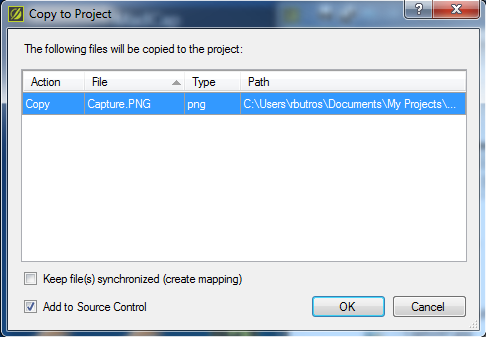 Copy to Project
?
The following files will be copied to the project:
Action File Type Path
Copy Capture.PNG png C:\Users\rbutros\Documents\My Projects\...
Keep file(s) synchronized (create mapping)
Add to Source Control
OK Cancel